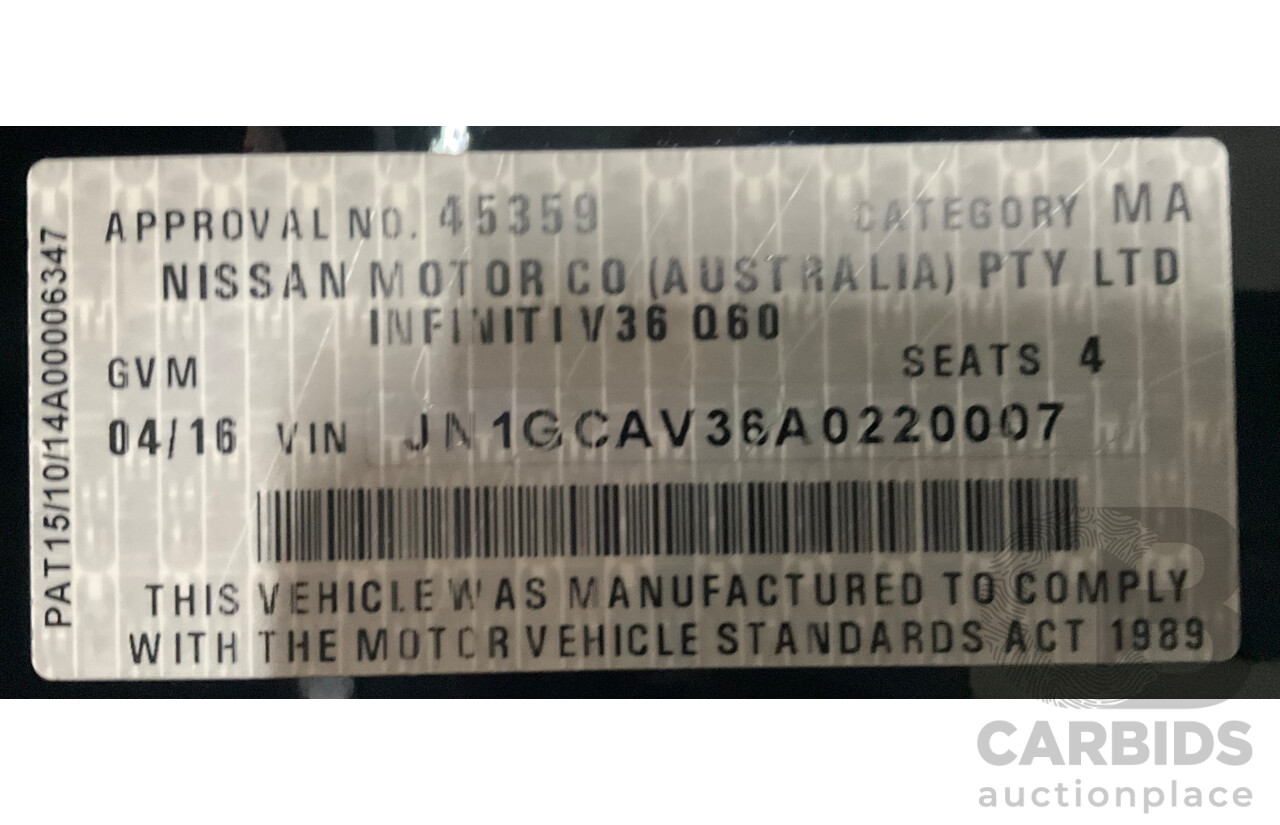 APPROVAL NO. 45359 CATEGORY MA
NISSAN MOTOR CO (AUSTRALIA) PTY LTD
INFINITI V36 Q60
GVM SEATS 4
04/16 VIN JN1GCAV36A0220007
THIS VEHICLE WAS MANUFACTURED TO COMPLY
WITH THE MOTOR VEHICLE STANDARDS ACT 1989
PAT15/10/14A00006347
CARBIDS
auctionplace